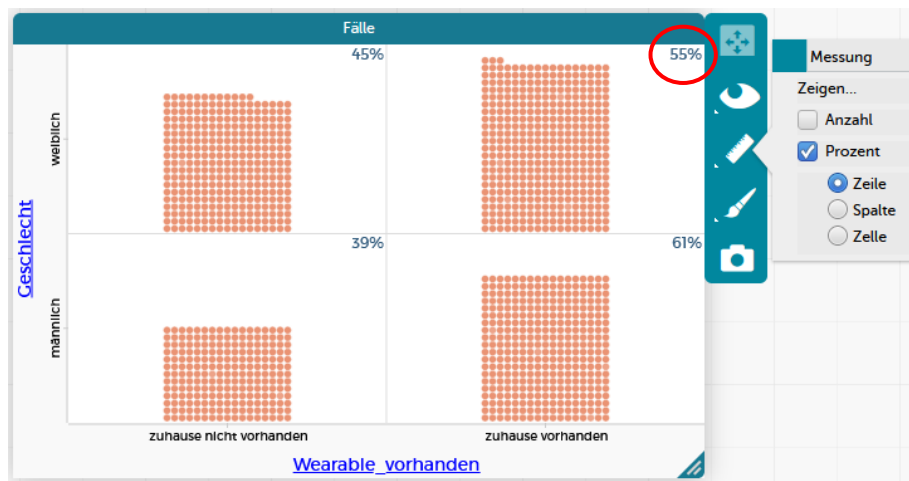 Fälle
45%
55%
weiblich
39%
61%
männlich
Geschlecht
zuhause nicht vorhanden
zuhause vorhanden
Wearable_vorhanden
Messung
Zeigen...
Anzahl
Prozent
Zeile
Spalte
Zelle